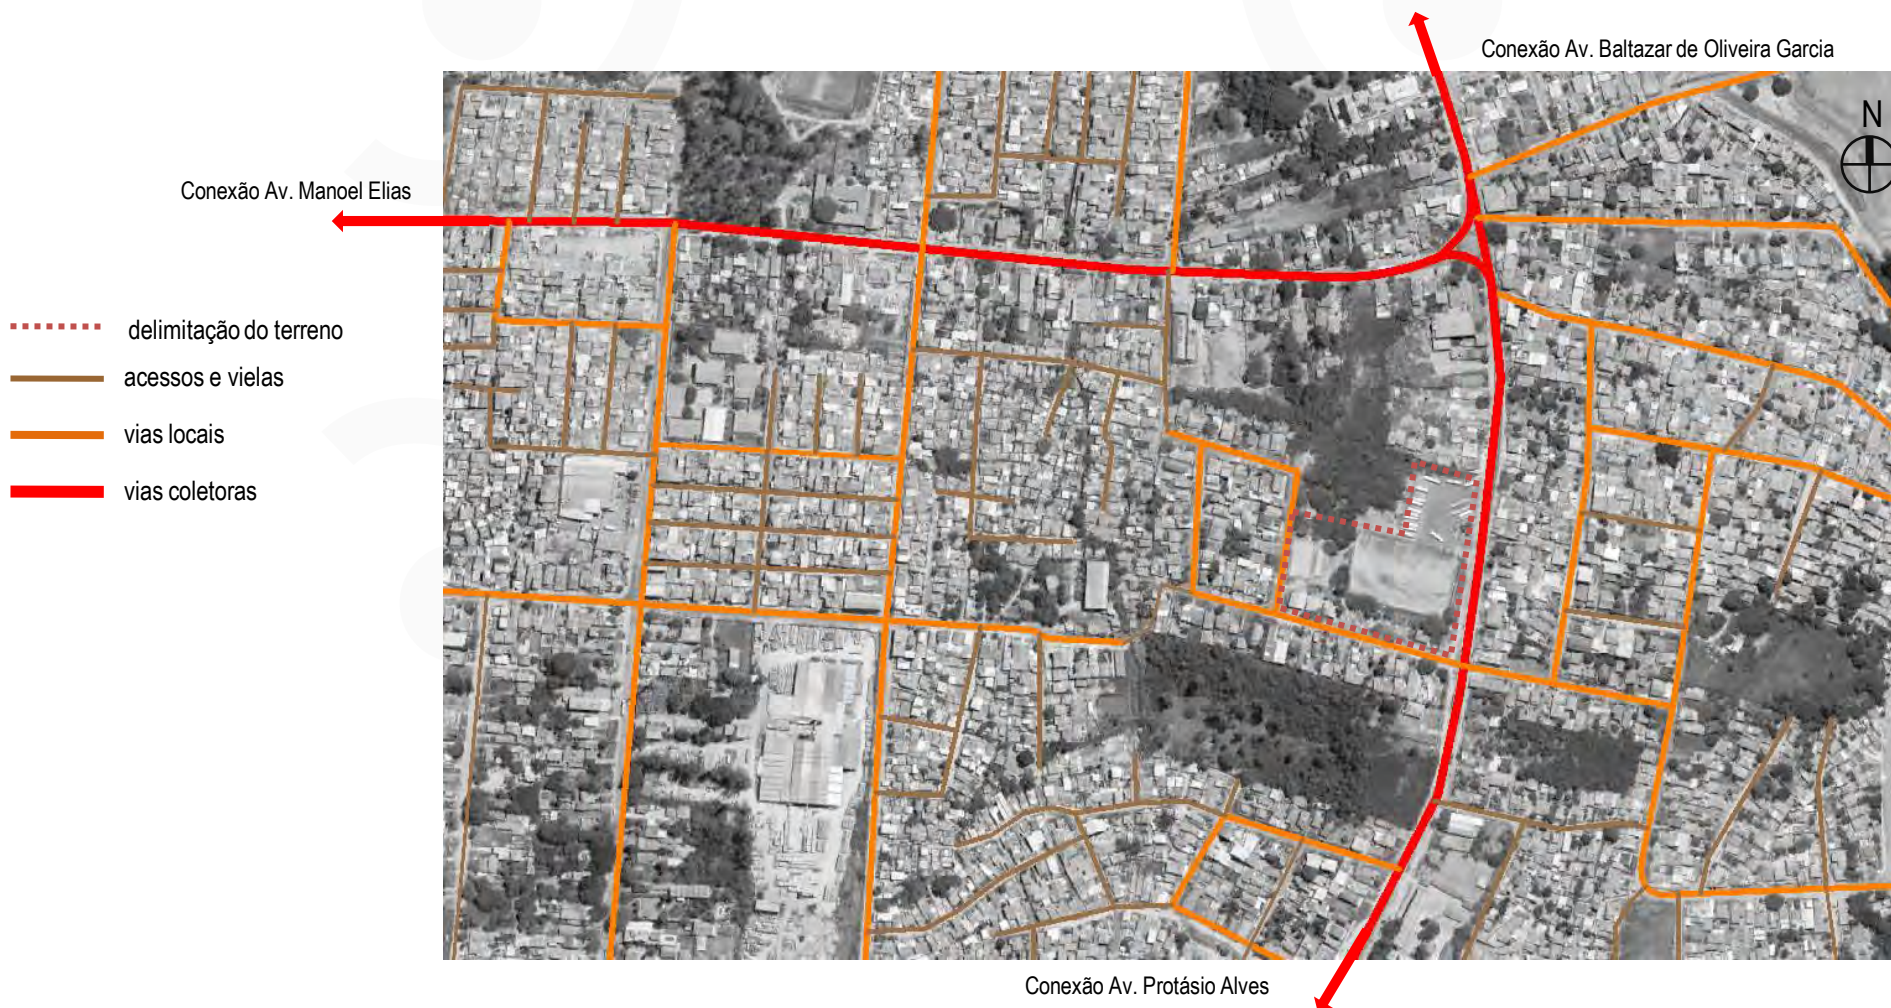 Conexão Av. Baltazar de Oliveira Garcia
N
Conexão Av. Manoel Elias
delimitação do terreno
acessos e vielas
vias locais
vias coletoras
Conexão Av. Protásio Alves